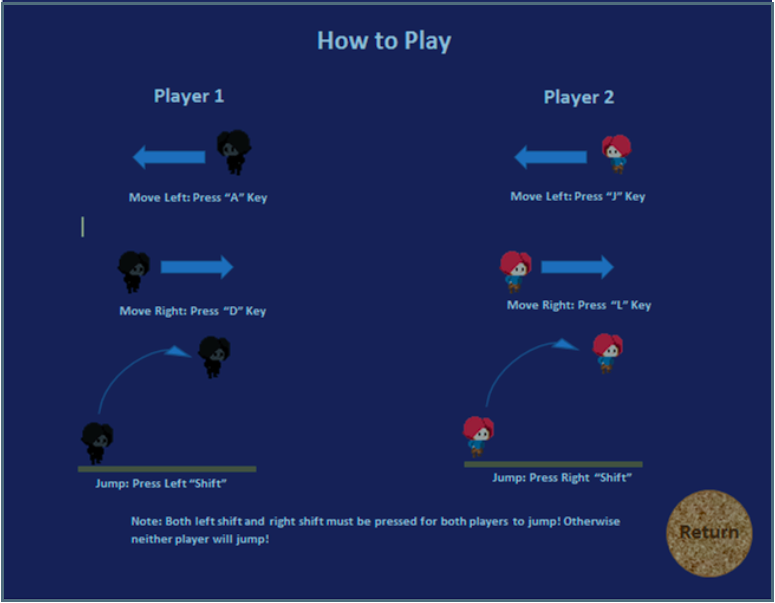 How to Play
Player 1
Player 2
Move Left: Press “A” Key
Move Left: Press “J” Key
Move Right: Press “D” Key
Move Right: Press “L” Key
Jump: Press Left “Shift”
Jump: Press Right “Shift”
Note: Both left shift and right shift must be pressed for both players to jump! Otherwise
neither player will jump!
Return